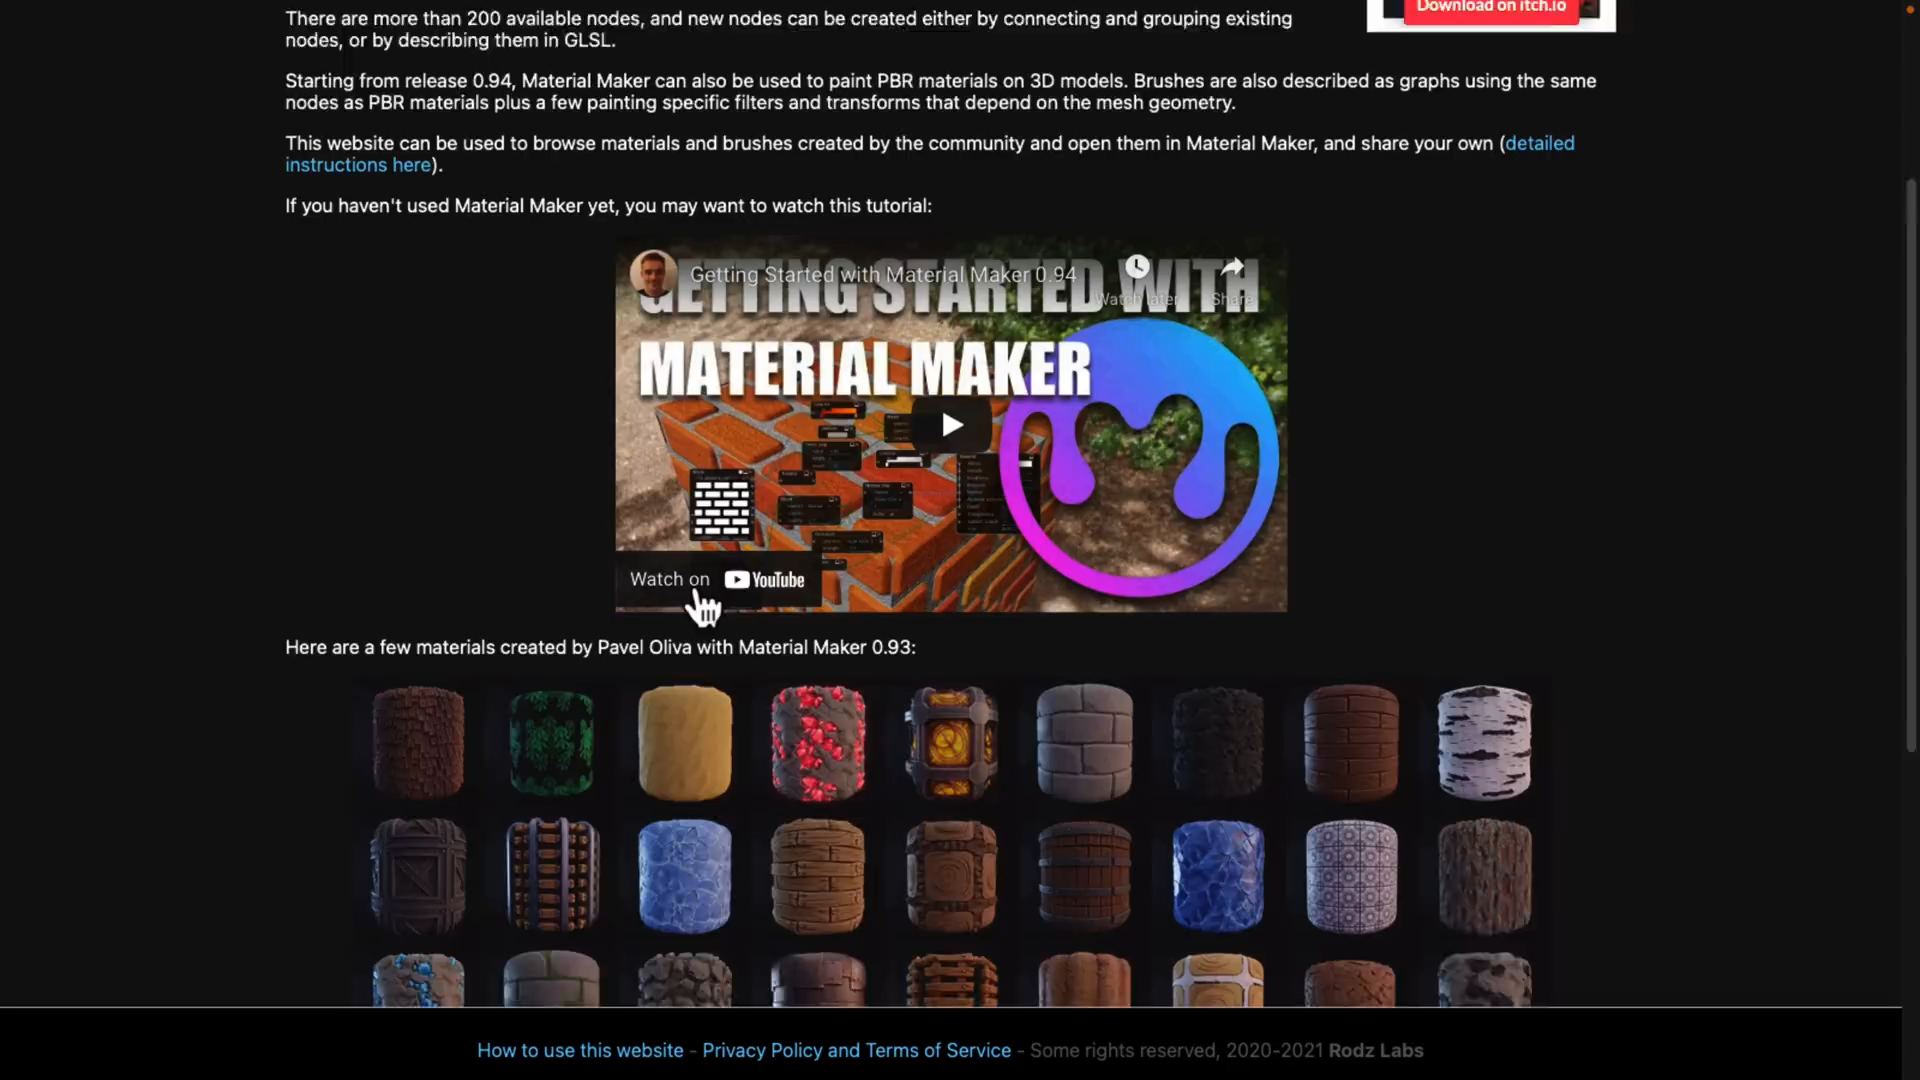 There are more than 200 available nodes, and new nodes can be created either by connecting and grouping existing
nodes, or by describing them in GLSL.
Download on itch.io
Starting from release 0.94, Material Maker can also be used to paint PBR materials on 3D models. Brushes are also described as graphs using the same
nodes as PBR materials plus a few painting specific filters and transforms that depend on the mesh geometry.
This website can be used to browse materials and brushes created by the community and open them in Material Maker, and share your own (detailed
instructions here).
If you haven't used Material Maker yet, you may want to watch this tutorial:
Getting Started with Material Maker 0.94
Watch later
Share
GETTING STARTED WITH
MATERIAL MAKER
Watch on YouTube
Here are a few materials created by Pavel Oliva with Material Maker 0.93:
How to use this website - Privacy Policy and Terms of Service - Some rights reserved, 2020-2021 Rodz Labs